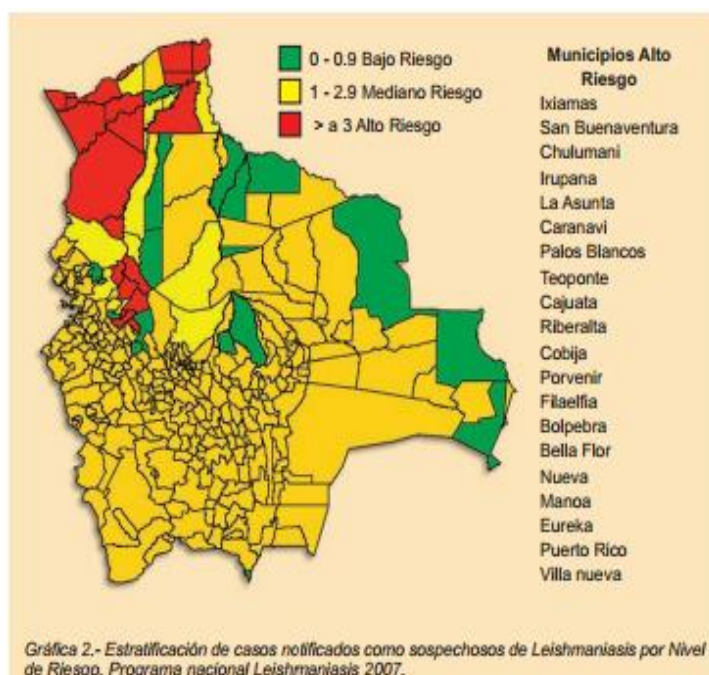 0 - 0.9 Bajo Riesgo
1 - 2.9 Mediano Riesgo
> a 3 Alto Riesgo
Municipios Alto
Riesgo
Ixiamas
San Buenaventura
Chulumani
Irupana
La Asunta
Caranavi
Palos Blancos
Teoponte
Cajuata
Riberalta
Cobija
Porvenir
Filaelfia
Bolpebra
Bella Flor
Nueva
Manoa
Eureka
Puerto Rico
Villa nueva
Gráfica 2.- Estratificación de casos notificados como sospechosos de Leishmaniasis por Nivel
de Riesgo. Programa nacional Leishmaniasis 2007.